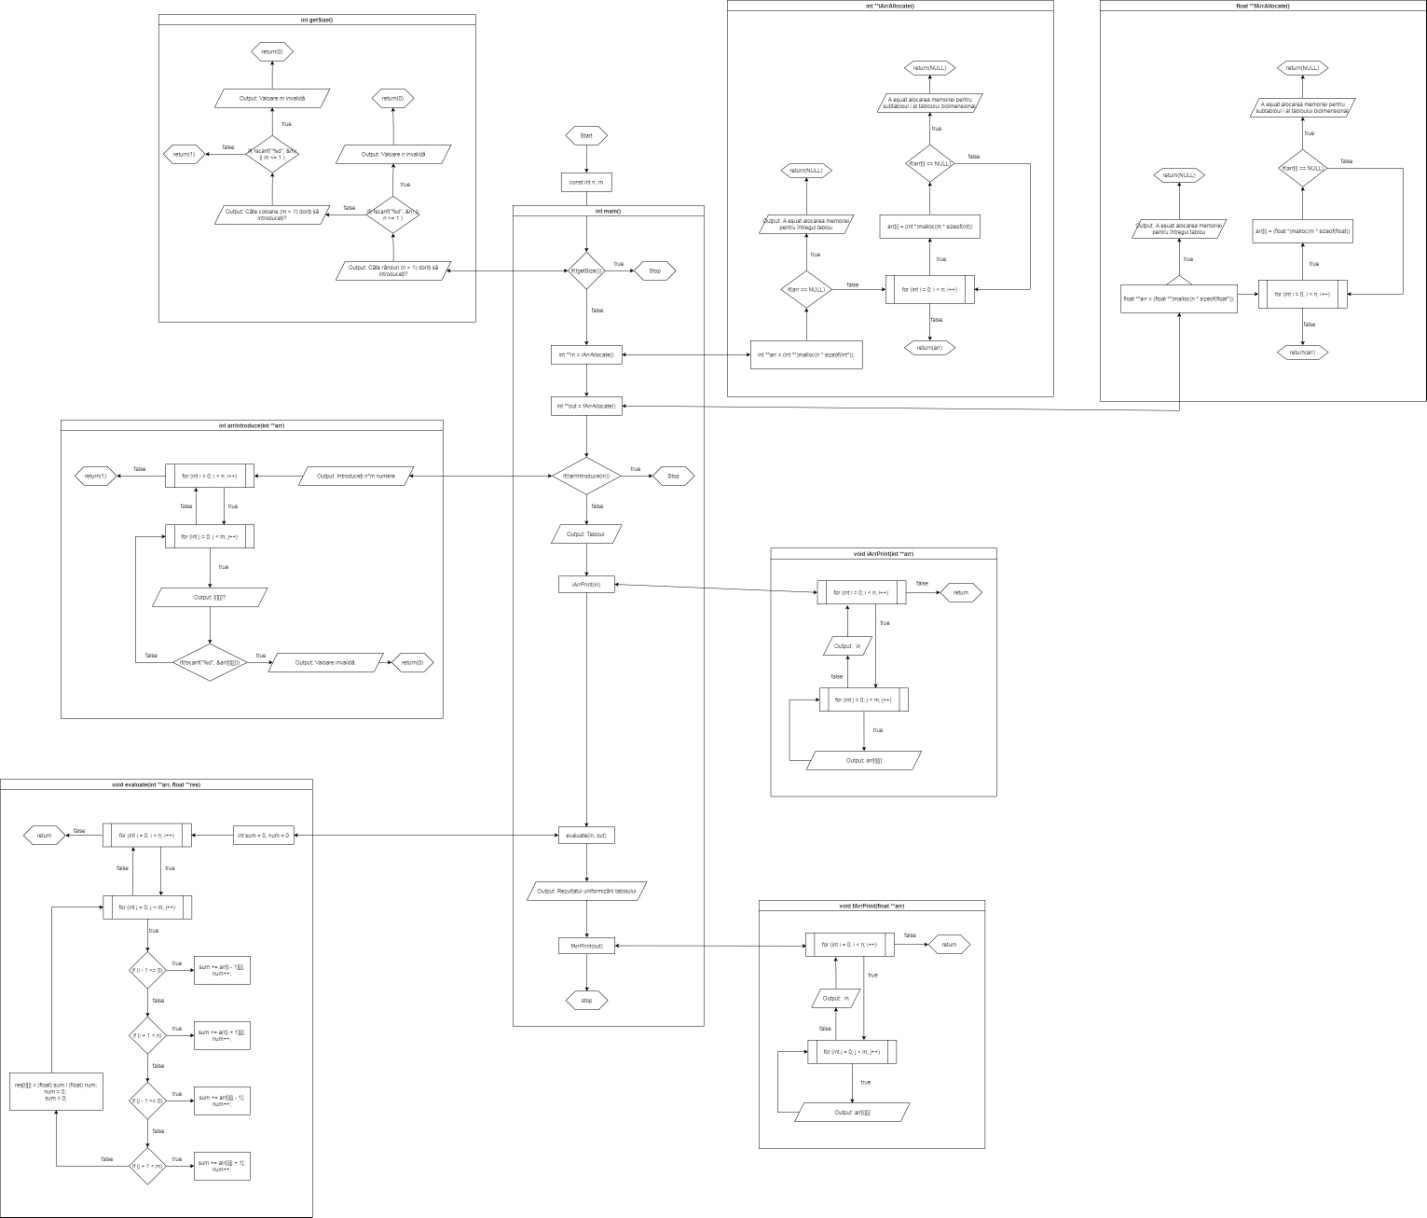 int getSize()
return(0)
Output: Valoare m invalidă
true
false
return(1)
if( !scanf("%d", &m)
|| m <= 1 )
Output: Câte coloane (m > 1) doriți să
introduceți?
return(0)
Output: Valoare n invalidă
true
false
if( !scanf("%d", &n) ||
n <= 1 )
Output: Câte rânduri (n > 1) doriți să
introduceți?
Start
const int n, m
int main()
if(!getSize())
true
Stop
false
int **in = iArrAllocate()
int **out = fArrAllocate()
if(!arrIntroduce(in))
true
Stop
false
Output: Tabloul
iArrPrint(in)
evaluate(in, out)
Output: Rezultatul uniformizării tabloului
fArrPrint(out)
stop
int **iArrAllocate()
return(NULL)
A eșuat alocarea memoriei pentru
subtabloul i al tabloului bidimensional
true
if(arr[i] == NULL)
false
return(NULL)
Output: A eșuat alocarea memoriei
pentru întregul tablou
arr[i] = (int *)malloc(m * sizeof(int))
true
true
if(arr == NULL)
false
for (int i = 0; i < n; i++)
false
int **arr = (int **)malloc(n * sizeof(int*));
return(arr)
float **fArrAllocate()
return(NULL)
A eșuat alocarea memoriei pentru
subtabloul i al tabloului bidimensional
true
if(arr[i] == NULL)
false
return(NULL)
Output: A eșuat alocarea memoriei
pentru întregul tablou
arr[i] = (float *)malloc(m * sizeof(float))
true
true
float **arr = (float **)malloc(n * sizeof(float*));
for (int i = 0; i < n; i++)
false
return(arr)
int arrIntroduce(int **arr)
return(1)
false
for (int i = 0; i < n; i++)
Output: Introduceți n*m numere
false
true
for (int j = 0; j < m; j++)
true
Output: [i][j]?
false
if(!scanf("%d", &arr[i][j]))
true
Output: Valoare invalidă
return(0)
void iArrPrint(int **arr)
for (int i = 0; i < n; i++)
false
return
true
Output: \n
false
for (int j = 0; j < m; j++)
true
Output: arr[i][j]
void evaluate(int **arr, float **res)
return
false
for (int i = 0; i < n; i++)
int sum = 0, num = 0
false
true
for (int j = 0; j < m; j++)
true
if (i - 1 >= 0)
true
sum += arr[i - 1][j];
num++;
false
if (i + 1 < n)
true
sum += arr[i + 1][j];
num++;
false
res[i][j] = (float) sum / (float) num;
num = 0;
sum = 0;
if (j - 1 >= 0)
true
sum += arr[i][j - 1];
num++;
false
if (j + 1 < m)
true
false
sum += arr[i][j + 1];
num++;
void fArrPrint(float **arr)
for (int i = 0; i < n; i++)
false
return
true
Output: \n
false
for (int j = 0; j < m; j++)
true
Output: arr[i][j]